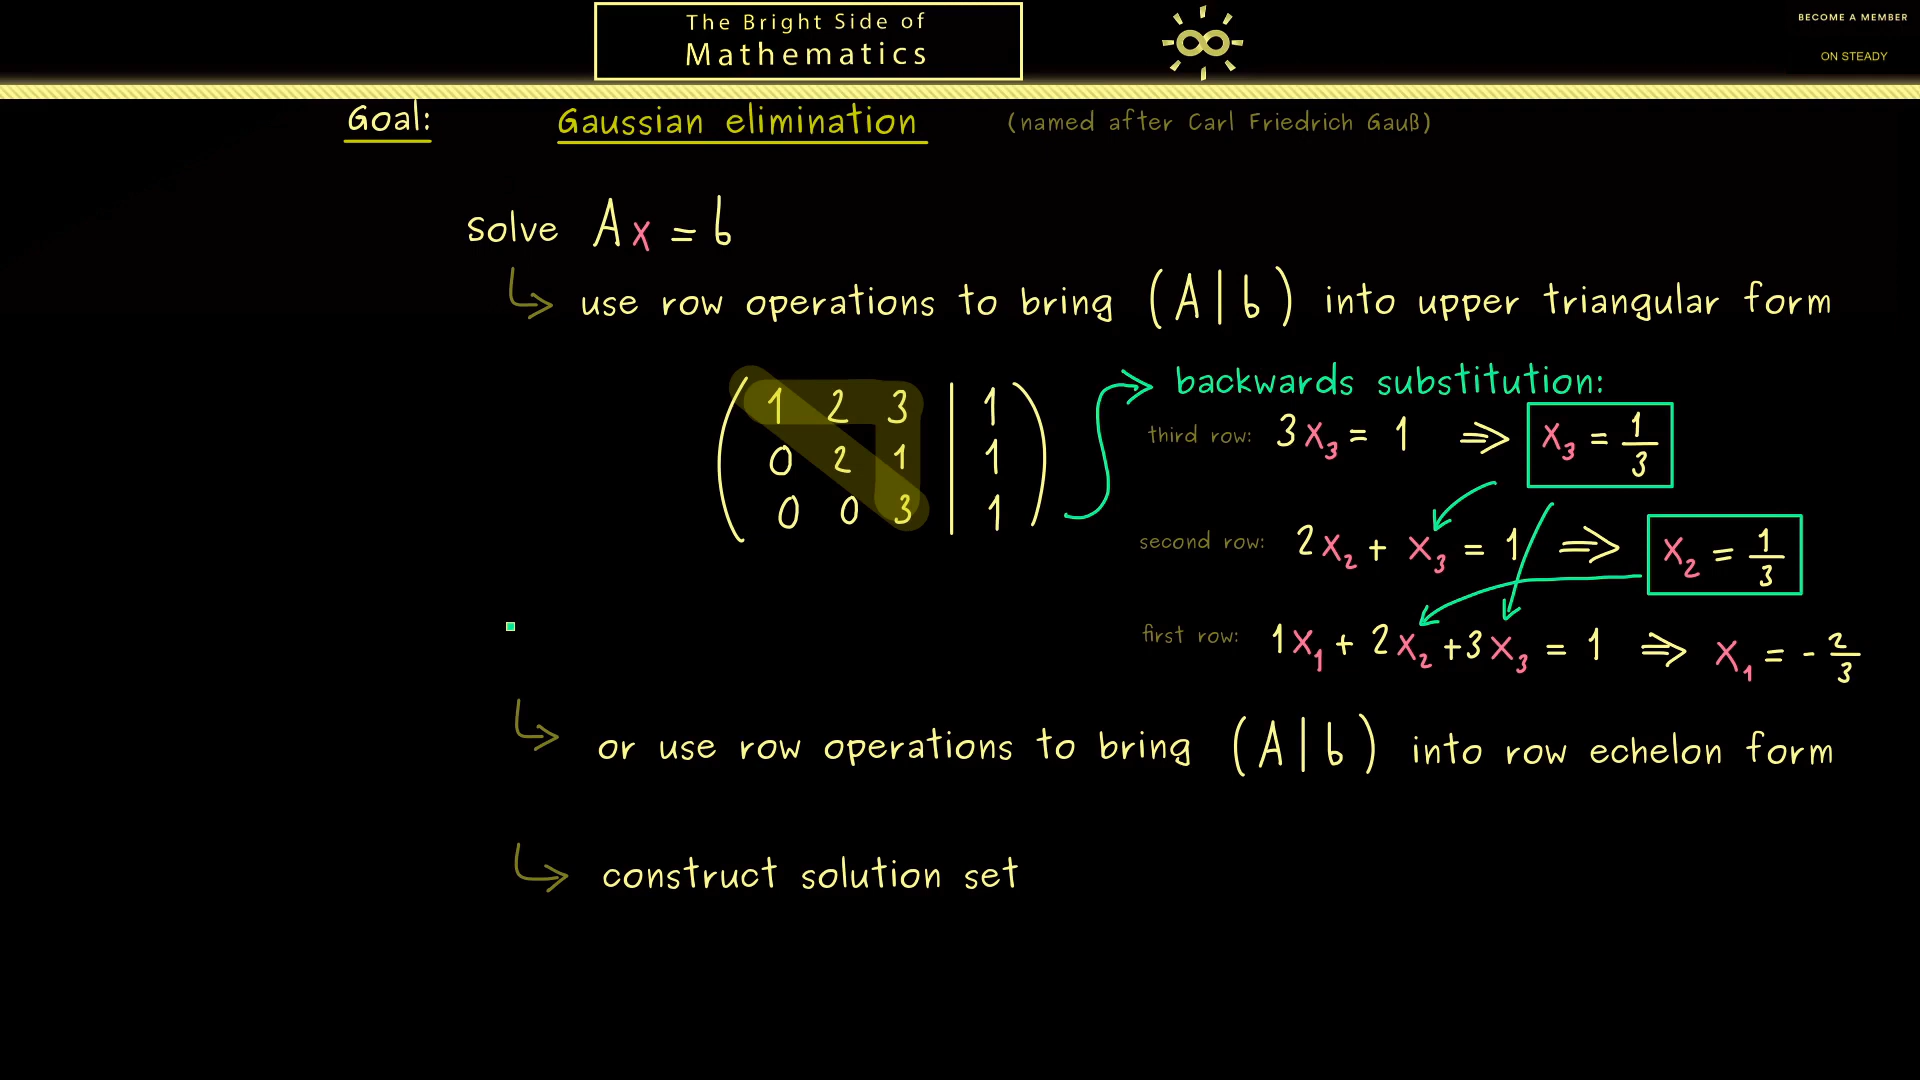 The Bright Side of
Mathematics
BECOME A MEMBER
ON STEADY
Goal: Gaussian elimination (named after Carl Friedrich Gauß)
solve Ax = b
use row operations to bring (A|b) into upper triangular form
backwards substitution:
1 2 3 | 1
0 2 1 | 1
0 0 3 | 1
third row: 3x₃ = 1 ⇒ x₃ = 1/3
second row: 2x₂ + x₃ = 1 ⇒ x₂ = 1/3
first row: 1x₁ + 2x₂ + 3x₃ = 1 ⇒ x₁ = -2/3
or use row operations to bring (A|b) into row echelon form
construct solution set